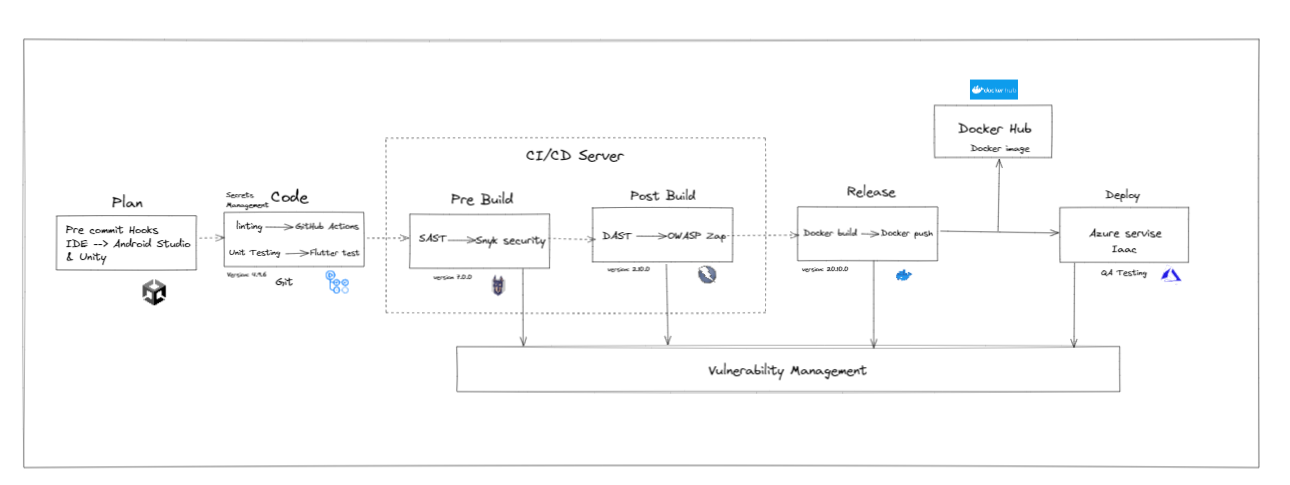 dockerhub
Docker Hub
Docker image
CI/CD Server
Plan
Pre commit Hooks
IDE --> Android Studio
& Unity
Secrets
Management
Code
linting
GitHub Actions
Unit Testing
Flutter test
Version: 4.9.6
Git
Pre Build
SAST
Snyk security
version 7.0.0
Post Build
DAST
OWASP Zap
version: 2.10.0
Release
Docker build
Docker push
version: 20.10.0
Deploy
Azure servise
Iaac
QA Testing
Vulnerability Management